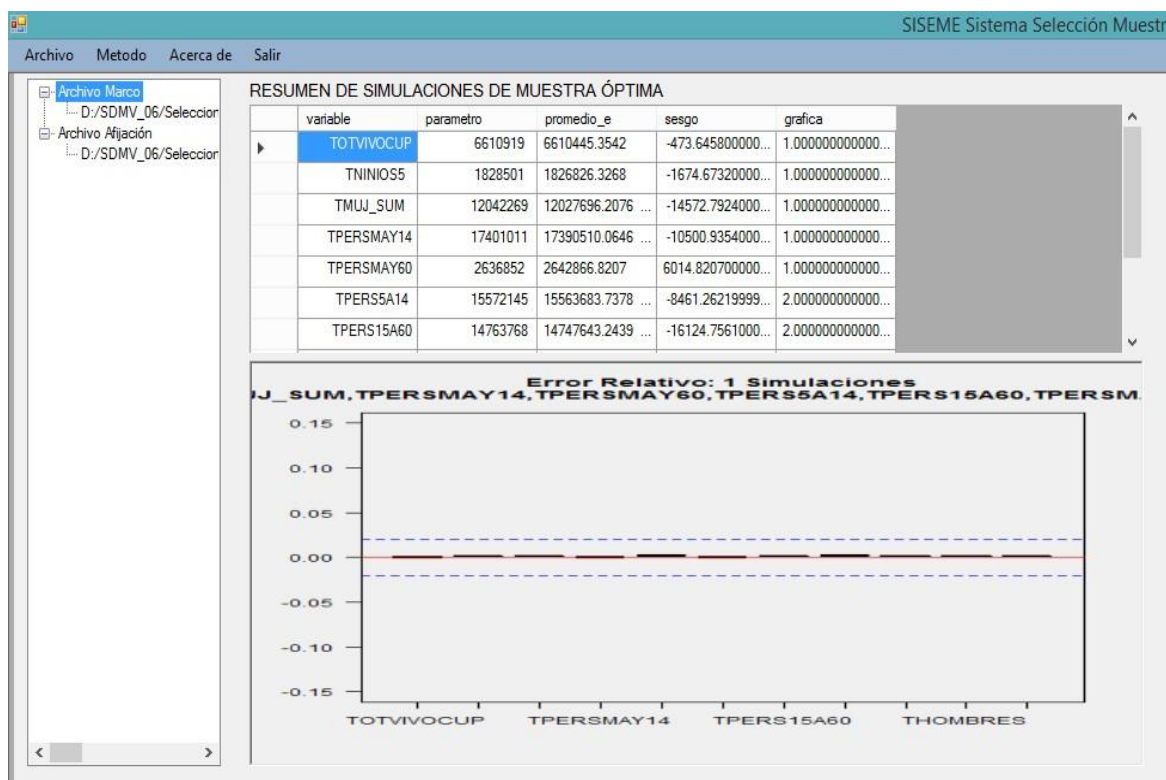 SISEME Sistema Selección Muestr
Archivo Metodo Acerca de Salir
Archivo Marco
D:/SDMV_06/Seleccion
Archivo Afijación
D:/SDMV_06/Seleccion
RESUMEN DE SIMULACIONES DE MUESTRA ÓPTIMA
variable parametro promedio_e sesgo grafica
TOTVIVOCUP 6610919 6610445.3542 -473.645800000... 1.000000000000...
TNINIOS5 1828501 1826826.3268 -1674.67320000... 1.000000000000...
TMUJ_SUM 12042269 12027696.2076 ... -14572.7924000... 1.000000000000...
TPERSMAY14 17401011 17390510.0646 ... -10500.9354000... 1.000000000000...
TPERSMAY60 2636852 2642866.8207 6014.820700000... 1.000000000000...
TPERS5A14 15572145 15563683.7378 ... -8461.26219999... 2.000000000000...
TPERS15A60 14763768 14747643.2439 ... -16124.7561000... 2.000000000000...
Error Relativo: 1 Simulaciones
UJ_SUM,TPERSMAY14,TPERSMAY60,TPERS5A14,TPERS15A60,TPERSM
0.15
0.10
0.05
0.00
-0.05
-0.10
-0.15
TOTVIVOCUP TPERSMAY14 TPERS15A60 THOMBRES